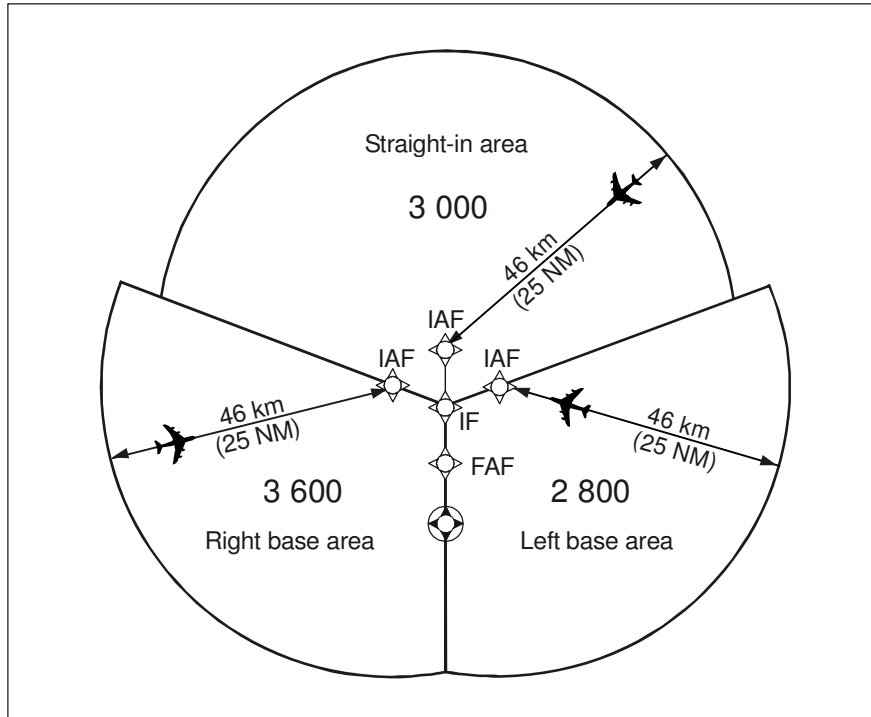 Straight-in area
3 000
46 km
(25 NM)
IAF
IAF
IAF
46 km
(25 NM)
IF
46 km
(25 NM)
FAF
3 600
2 800
Right base area
Left base area